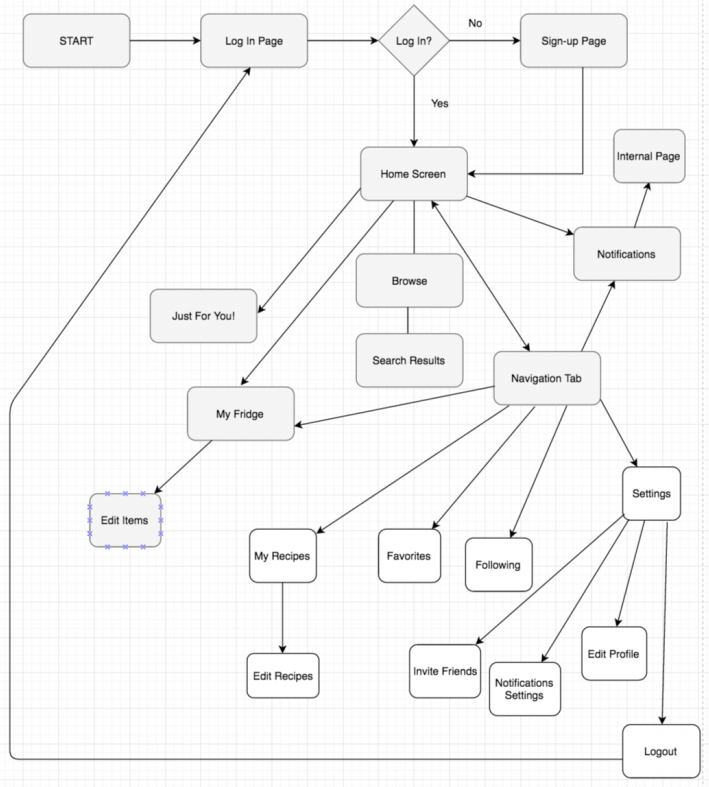 START
Log In Page
Log In?
No
Sign-up Page
Yes
Internal Page
Home Screen
Notifications
Browse
Just For You!
Search Results
Navigation Tab
My Fridge
Settings
Edit Items
My Recipes
Favorites
Following
Edit Profile
Invite Friends
Edit Recipes
Notifications
Settings
Logout